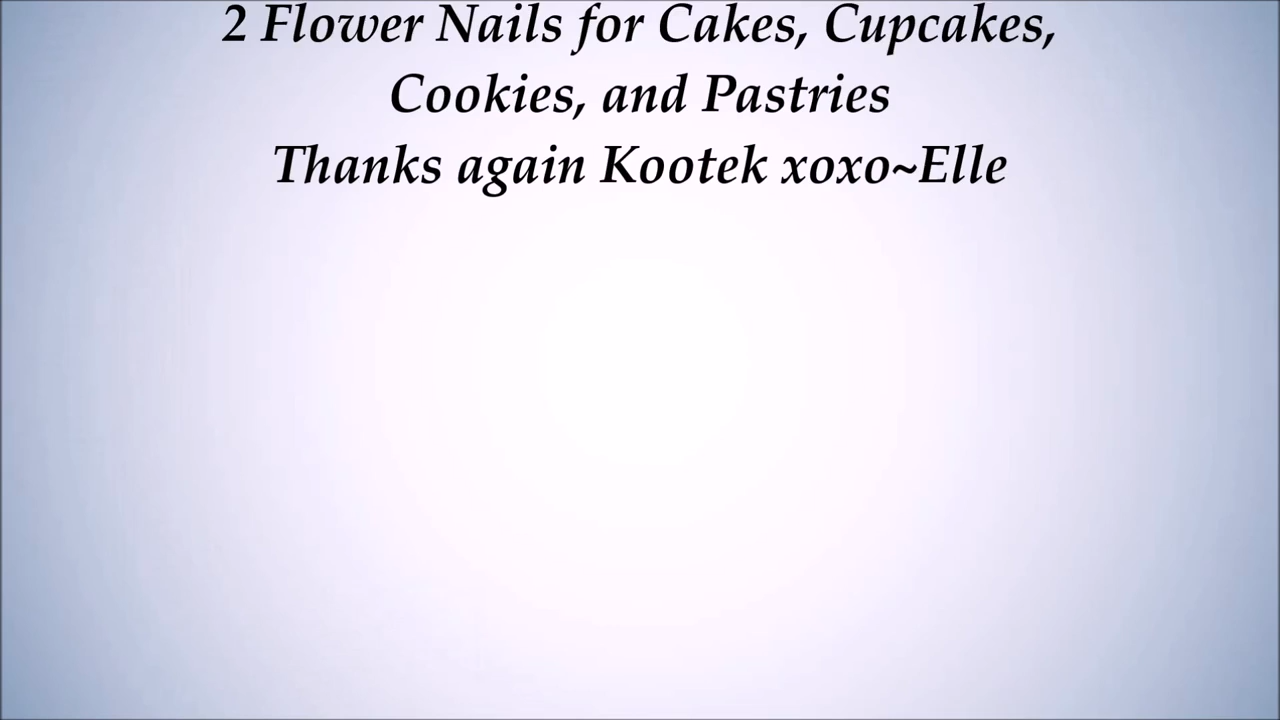 2 Flower Nails for Cakes, Cupcakes,
Cookies, and Pastries
Thanks again Kootek xoxo~Elle